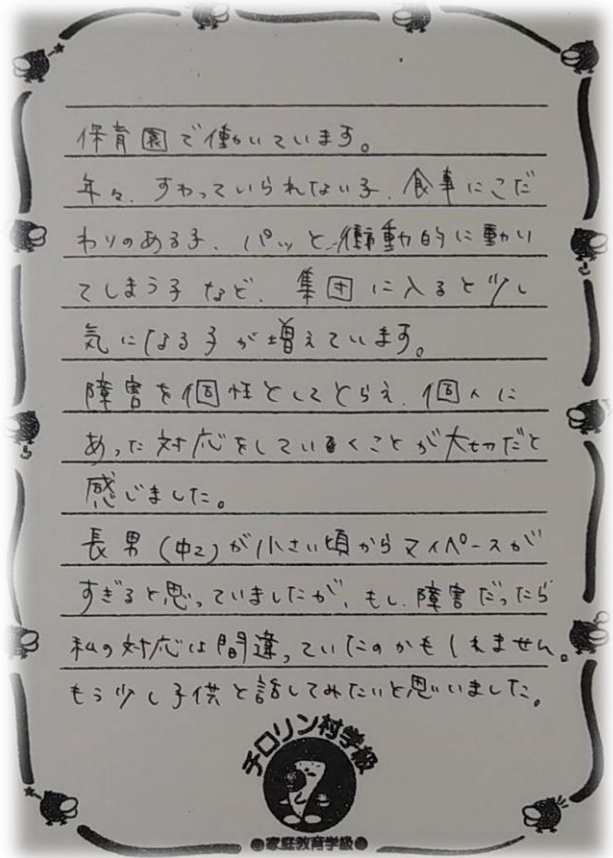 保育園で働いています。
年々、すわっていられない子、食事にこだ
わりのある子、パッと衝動的に動い
てしまう子など、集団に入ると少し
気になる子が増えています。
障害を個性としてとらえ、個人に
あった対応をしていくことが大切だと
感じました。
長男(中2)が小さい頃からマイペースが
すぎると思っていましたが、もし、障害だったら
私の対応は間違っていたのかもしれません。
もう少し子供と話してみたいと思いました。
チロリン村学級
●家庭教育学級●